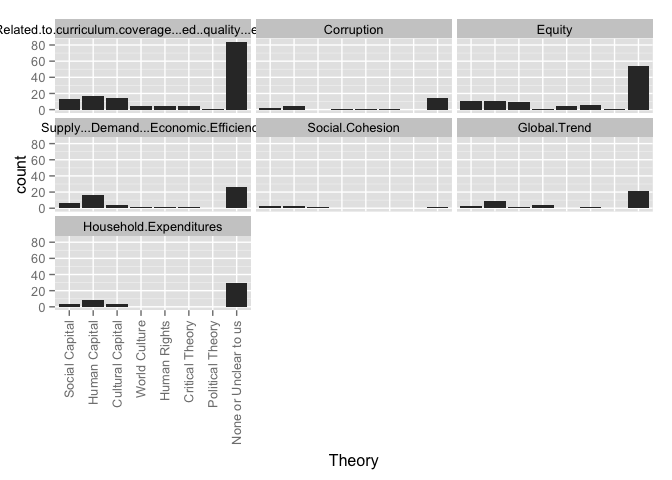 Related.to.curriculum.coverage...ed..quality...e
Corruption
Equity
80
60
40
20
0
Supply...Demand...Economic.Efficienc
Social.Cohesion
Global.Trend
80
60
40
20
0
count
Household.Expenditures
80
60
40
20
0
Social Capital
Human Capital
Cultural Capital
World Culture
Human Rights
Critical Theory
Political Theory
None or Unclear to us
Theory